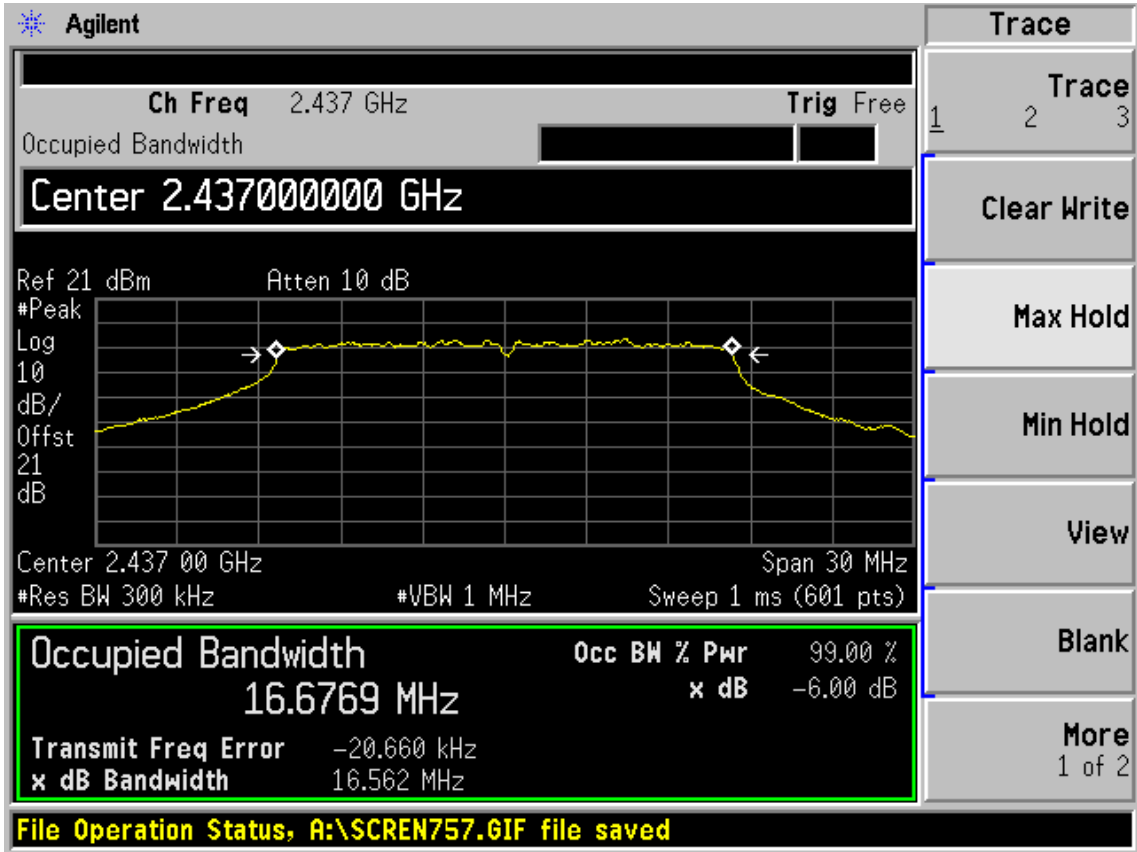 Agilent
Trace
Ch Freq 2.437 GHz Trig Free
Occupied Bandwidth
Center 2.437000000 GHz
Ref 21 dBm Atten 10 dB
#Peak
Log
10
dB/
Offst
21
dB
Center 2.437 00 GHz Span 30 MHz
#Res BW 300 kHz #VBW 1 MHz Sweep 1 ms (601 pts)
Occupied Bandwidth
16.6769 MHz
Occ BW % Pwr 99.00 %
x dB -6.00 dB
Transmit Freq Error -20.660 kHz
x dB Bandwidth 16.562 MHz
File Operation Status, A:\SCREN757.GIF file saved
Trace
1 2 3
Clear Write
Max Hold
Min Hold
View
Blank
More
1 of 2